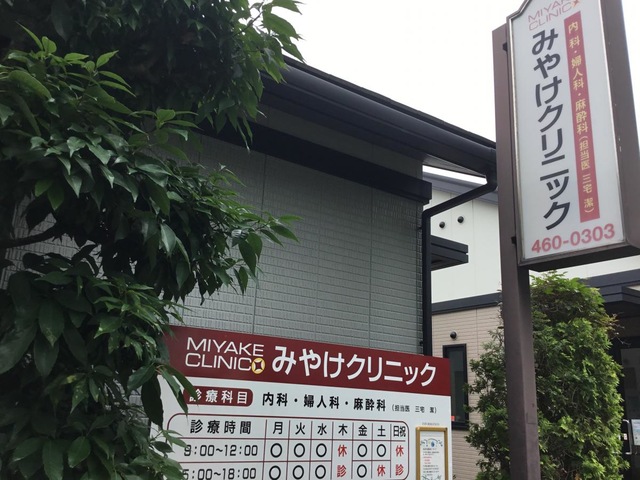 MIYAKE
CLINIC
みやけクリニック
内科・婦人科・麻酔科(担当医 三宅 潔)
460-0303
MIYAKE
CLINIC みやけクリニック
診療科目 内科・婦人科・麻酔科 (担当医 三宅 潔)
診療時間 月 火 水 木 金 土 日祝
9:00-12:00 ○ ○ ○ 休 ○ ○ 休
15:00-18:00 ○ ○ ○ 診 ○ 休 診